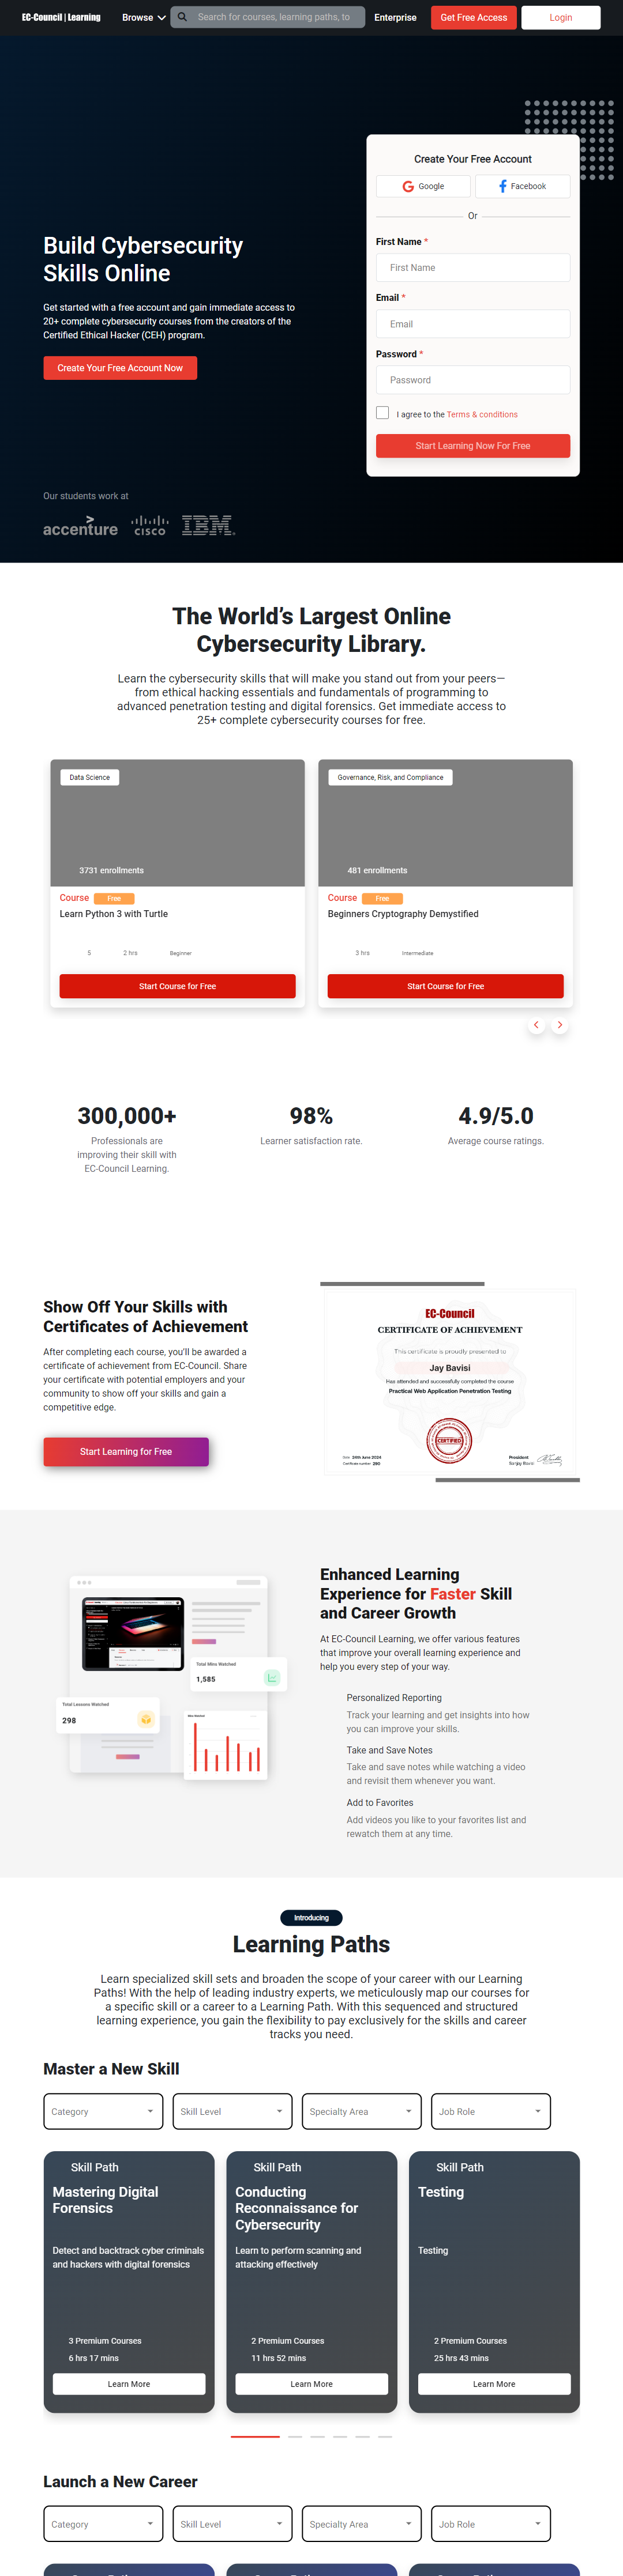 EC-Council | Learning
Browse
Search for courses, learning paths, to
Enterprise
Get Free Access
Login
Build Cybersecurity
Skills Online
Get started with a free account and gain immediate access to
20+ complete cybersecurity courses from the creators of the
Certified Ethical Hacker (CEH) program.
Create Your Free Account Now
Our students work at
accenture
CISCO
IBM
Create Your Free Account
Google
Facebook
Or
First Name *
First Name
Email *
Email
Password *
Password
I agree to the Terms & conditions
Start Learning Now For Free
The World’s Largest Online
Cybersecurity Library.
Learn the cybersecurity skills that will make you stand out from your peers—
from ethical hacking essentials and fundamentals of programming to
advanced penetration testing and digital forensics. Get immediate access to
25+ complete cybersecurity courses for free.
Data Science
3731 enrollments
Course Free
Learn Python 3 with Turtle
5 2 hrs Beginner
Start Course for Free
Governance, Risk, and Compliance
481 enrollments
Course Free
Beginners Cryptography Demystified
3 hrs Intermediate
Start Course for Free
300,000+
Professionals are
improving their skill with
EC-Council Learning.
98%
Learner satisfaction rate.
4.9/5.0
Average course ratings.
Show Off Your Skills with
Certificates of Achievement
After completing each course, you’ll be awarded a
certificate of achievement from EC-Council. Share
your certificate with potential employers and your
community to show off your skills and gain a
competitive edge.
Start Learning for Free
EC-Council
CERTIFICATE OF ACHIEVEMENT
This certificate is proudly presented to
Jay Bavisi
Has attended and successfully completed the course
Practical Web Application Penetration Testing
CERTIFIED
Date 24th June 2024
Certificate number 290
President
Sanjay Bavisi
Total Mins Watched
1,585
Total Lessons Watched
298
Mins Watched
Enhanced Learning
Experience for Faster Skill
and Career Growth
At EC-Council Learning, we offer various features
that improve your overall learning experience and
help you every step of your way.
Personalized Reporting
Track your learning and get insights into how
you can improve your skills.
Take and Save Notes
Take and save notes while watching a video
and revisit them whenever you want.
Add to Favorites
Add videos you like to your favorites list and
rewatch them at any time.
Introducing
Learning Paths
Learn specialized skill sets and broaden the scope of your career with our Learning
Paths! With the help of leading industry experts, we meticulously map our courses for
a specific skill or a career to a Learning Path. With this sequenced and structured
learning experience, you gain the flexibility to pay exclusively for the skills and career
tracks you need.
Master a New Skill
Category
Skill Level
Specialty Area
Job Role
Skill Path
Mastering Digital
Forensics
Detect and backtrack cyber criminals
and hackers with digital forensics
3 Premium Courses
6 hrs 17 mins
Learn More
Skill Path
Conducting
Reconnaissance for
Cybersecurity
Learn to perform scanning and
attacking effectively
2 Premium Courses
11 hrs 52 mins
Learn More
Skill Path
Testing
Testing
2 Premium Courses
25 hrs 43 mins
Learn More
Launch a New Career
Category
Skill Level
Specialty Area
Job Role